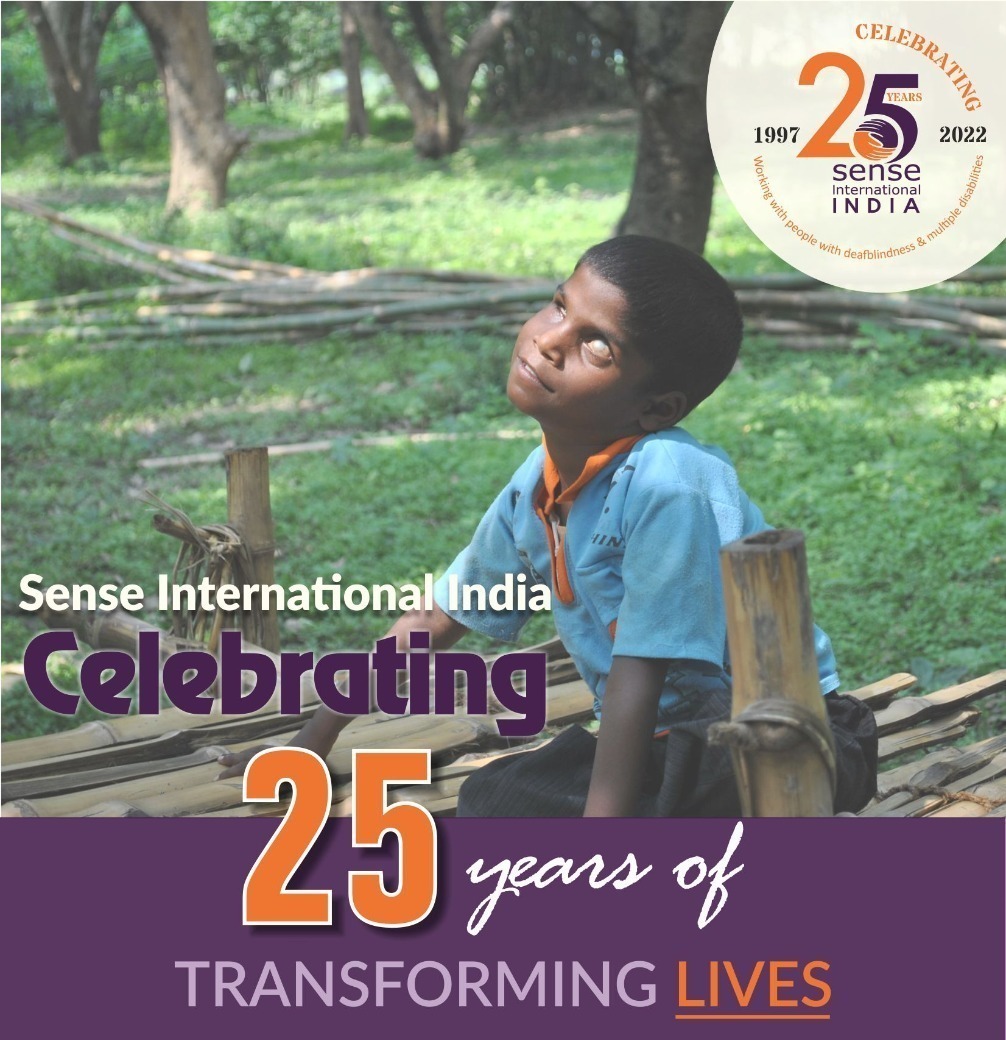 CELEBRATING
25
YEARS
1997
2022
sense
International
INDIA
Working with people with deafblindness & multiple disabilities
Sense International India
Celebrating
25 years of
TRANSFORMING LIVES